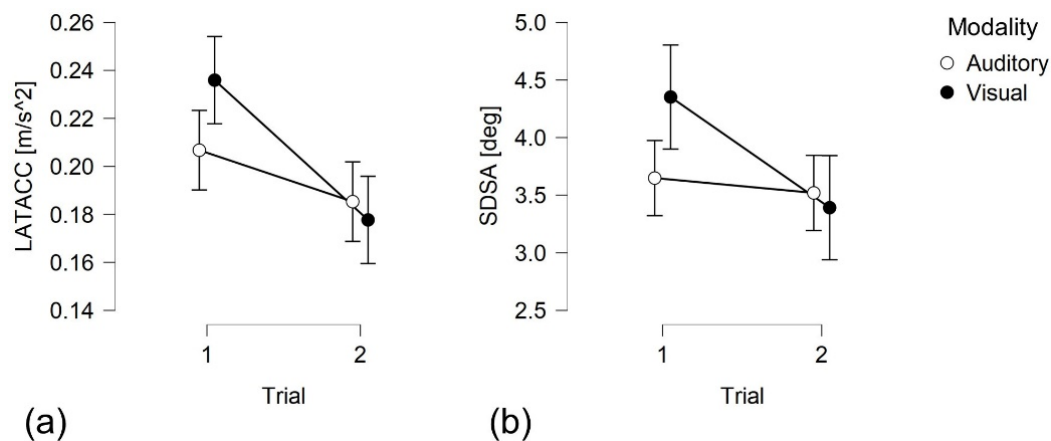 LATACC [m/s^2]
0.26
0.24
0.22
0.20
0.18
0.16
0.14
1
2
Trial
(a)
SDSA [deg]
5.0
4.5
4.0
3.5
3.0
2.5
1
2
Trial
(b)
Modality
Auditory
Visual